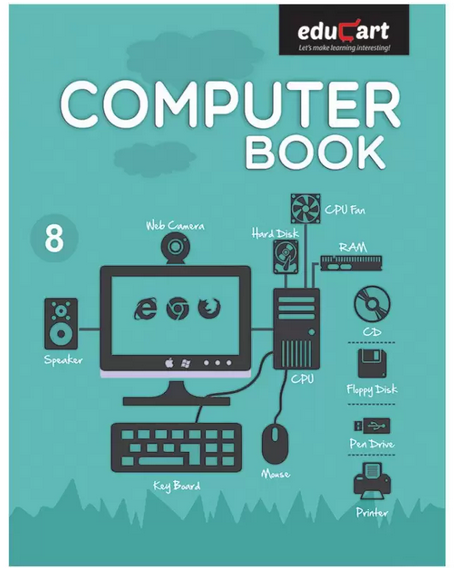 educart
Let's make learning interesting!
COMPUTER
BOOK
8
Web Camera
CPU Fan
Hard Disk
RAM
Speaker
CPU
CD
Floppy Disk
Key Board
Mouse
Pen Drive
Printer